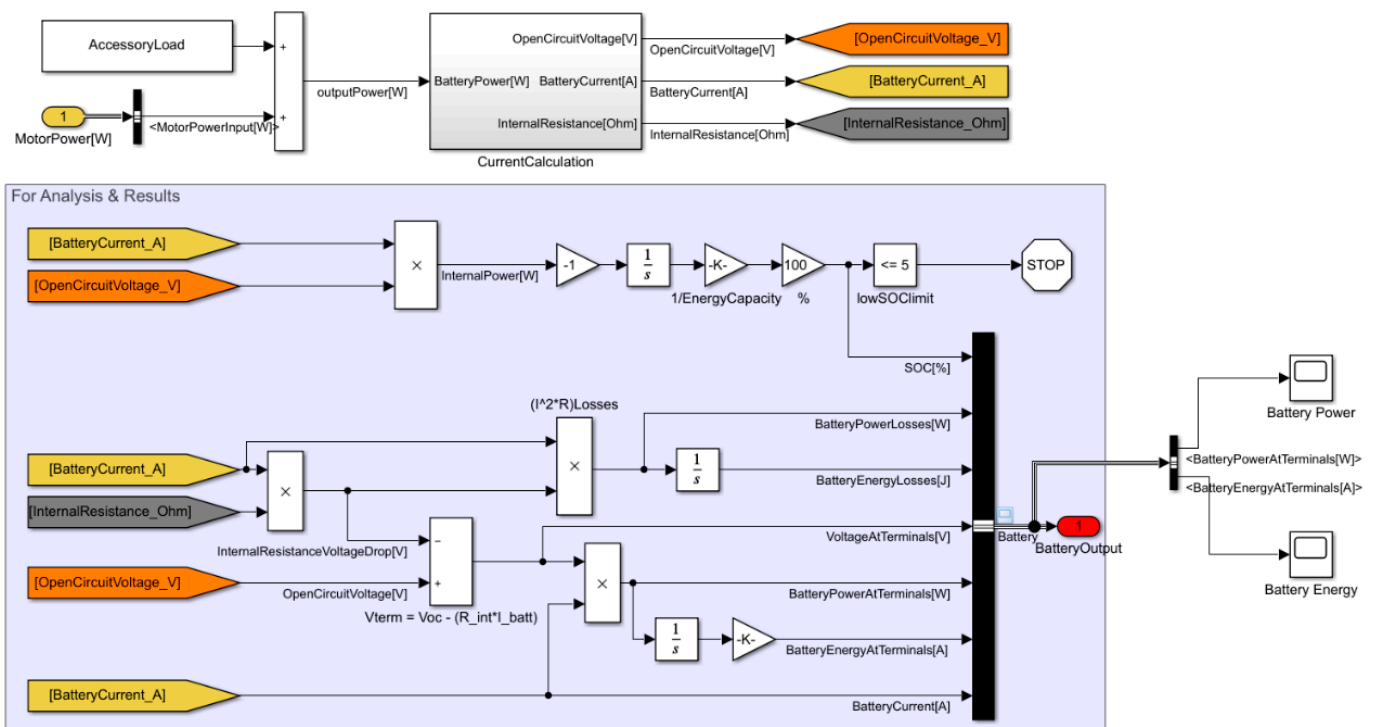 AccessoryLoad
1
MotorPower[W]
<MotorPowerInput[W]>
+
+
outputPower[W]
BatteryPower[W]
OpenCircuitVoltage[V]
BatteryCurrent[A]
InternalResistance[Ohm]
CurrentCalculation
OpenCircuitVoltage[V]
BatteryCurrent[A]
InternalResistance[Ohm]
[OpenCircuitVoltage_V]
[BatteryCurrent_A]
[InternalResistance_Ohm]
For Analysis & Results
[BatteryCurrent_A]
[OpenCircuitVoltage_V]
×
InternalPower[W]
-1
1
s
-K-
1/EnergyCapacity
100
%
<= 5
lowSOClimit
STOP
SOC[%]
(I^2*R)Losses
[BatteryCurrent_A]
[InternalResistance_Ohm]
×
×
1
s
BatteryPowerLosses[W]
BatteryEnergyLosses[J]
InternalResistanceVoltageDrop[V]
[OpenCircuitVoltage_V]
OpenCircuitVoltage[V]
−
+
Vterm = Voc - (R_int*I_batt)
×
VoltageAtTerminals[V]
BatteryPowerAtTerminals[W]
1
s
-K-
BatteryEnergyAtTerminals[A]
[BatteryCurrent_A]
BatteryCurrent[A]
Battery
1
BatteryOutput
<BatteryPowerAtTerminals[W]>
<BatteryEnergyAtTerminals[A]>
Battery Power
Battery Energy